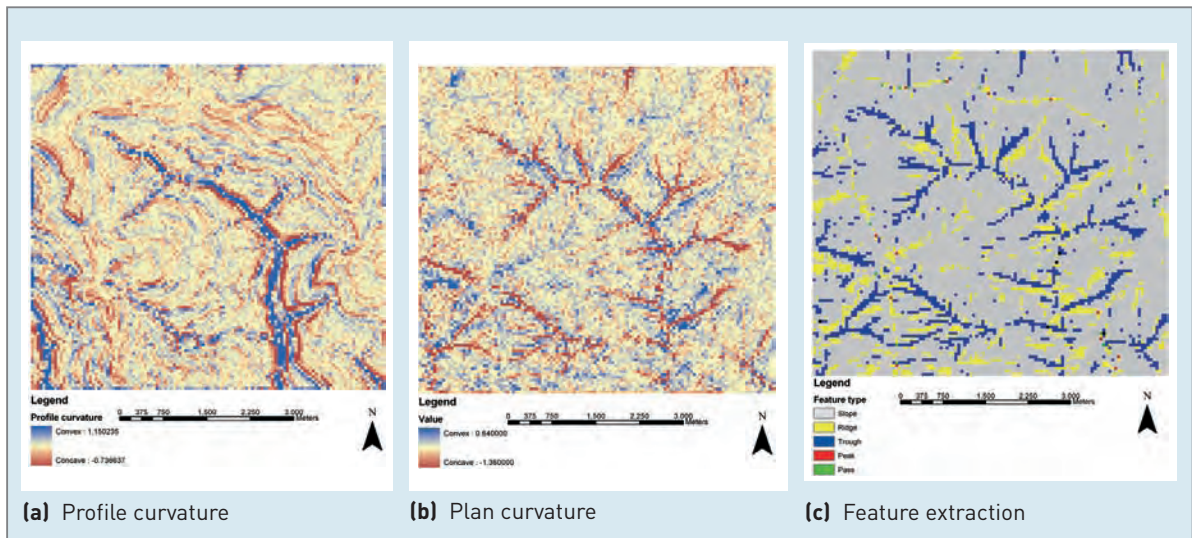 Legend
Profile curvature
0 375 750 1,500 2,250 3,000
Meters
N
Convex : 1.150235
Concave : -0.736637
(a) Profile curvature
Legend
Value
0 375 750 1,500 2,250 3,000
Meters
N
Convex : 0.640000
Concave : -1.360000
(b) Plan curvature
Legend
Feature type
0 375 750 1,500 2,250 3,000
Meters
N
Slope
Ridge
Trough
Peak
Pass
(c) Feature extraction